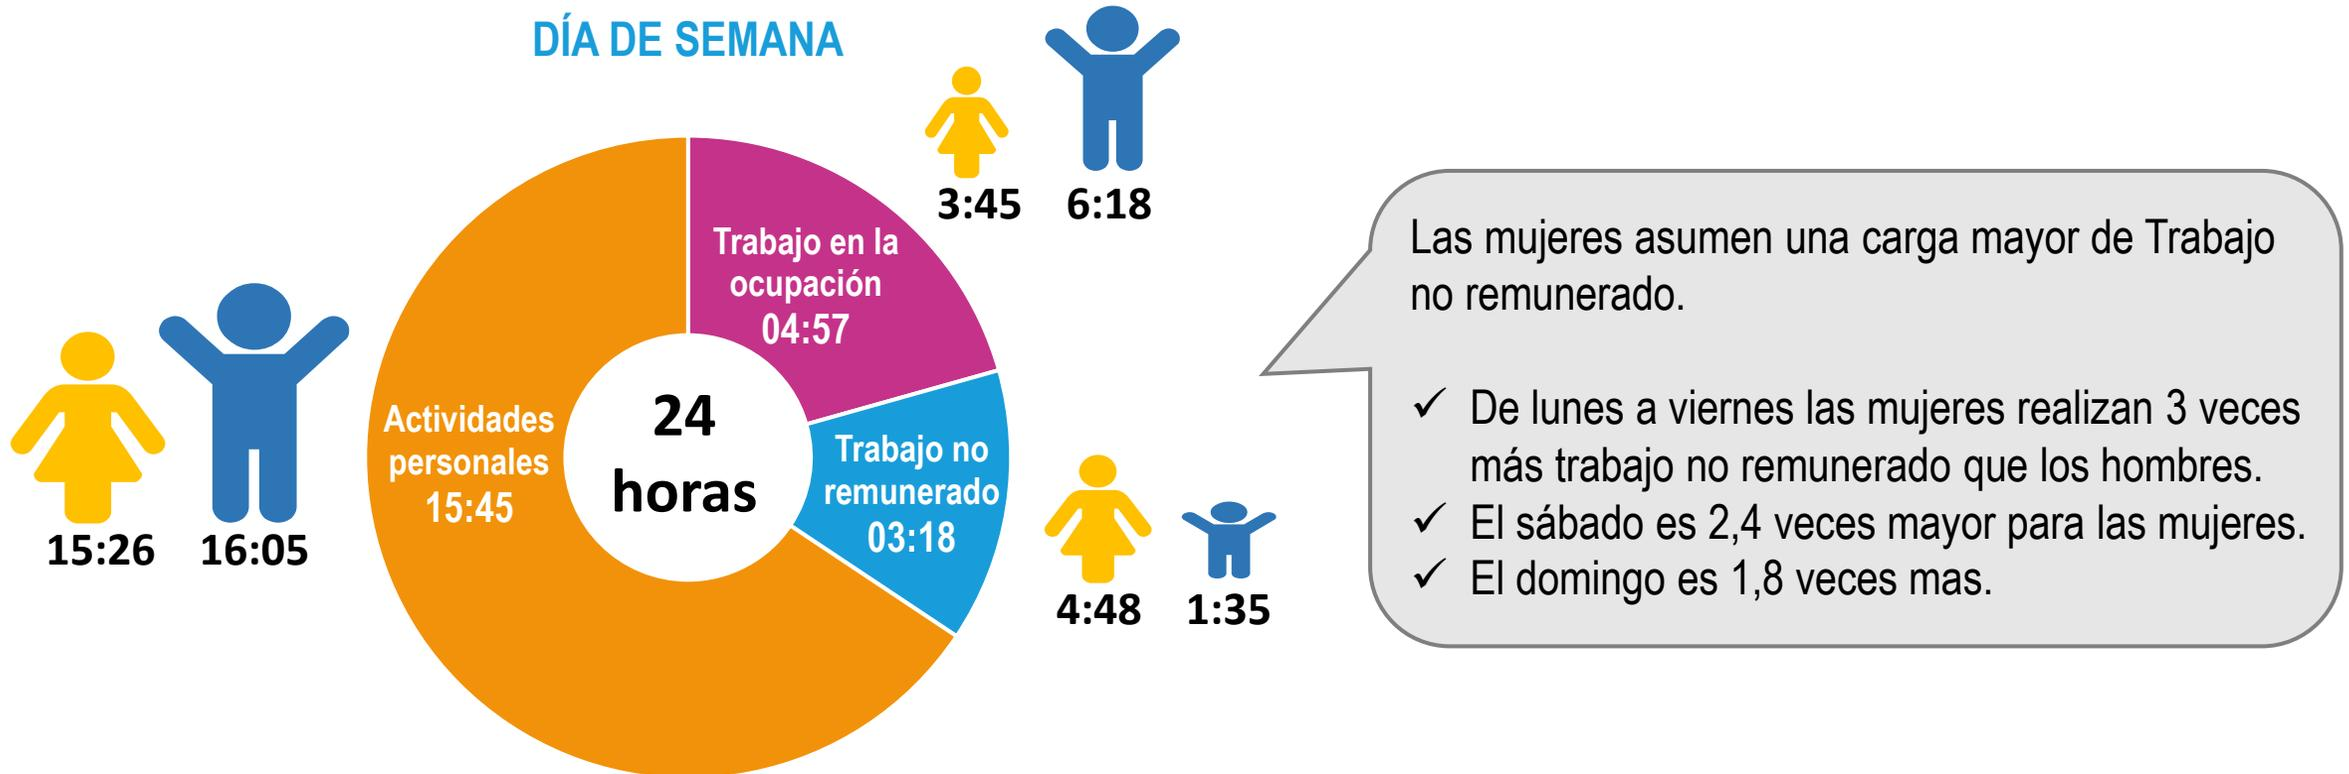 DÍA DE SEMANA
3:45
6:18
Trabajo en la
ocupación
04:57
Actividades
personales
15:45
24
horas
Trabajo no
remunerado
03:18
15:26
16:05
4:48
1:35
Las mujeres asumen una carga mayor de Trabajo
no remunerado.
✓ De lunes a viernes las mujeres realizan 3 veces
más trabajo no remunerado que los hombres.
✓ El sábado es 2,4 veces mayor para las mujeres.
✓ El domingo es 1,8 veces mas.